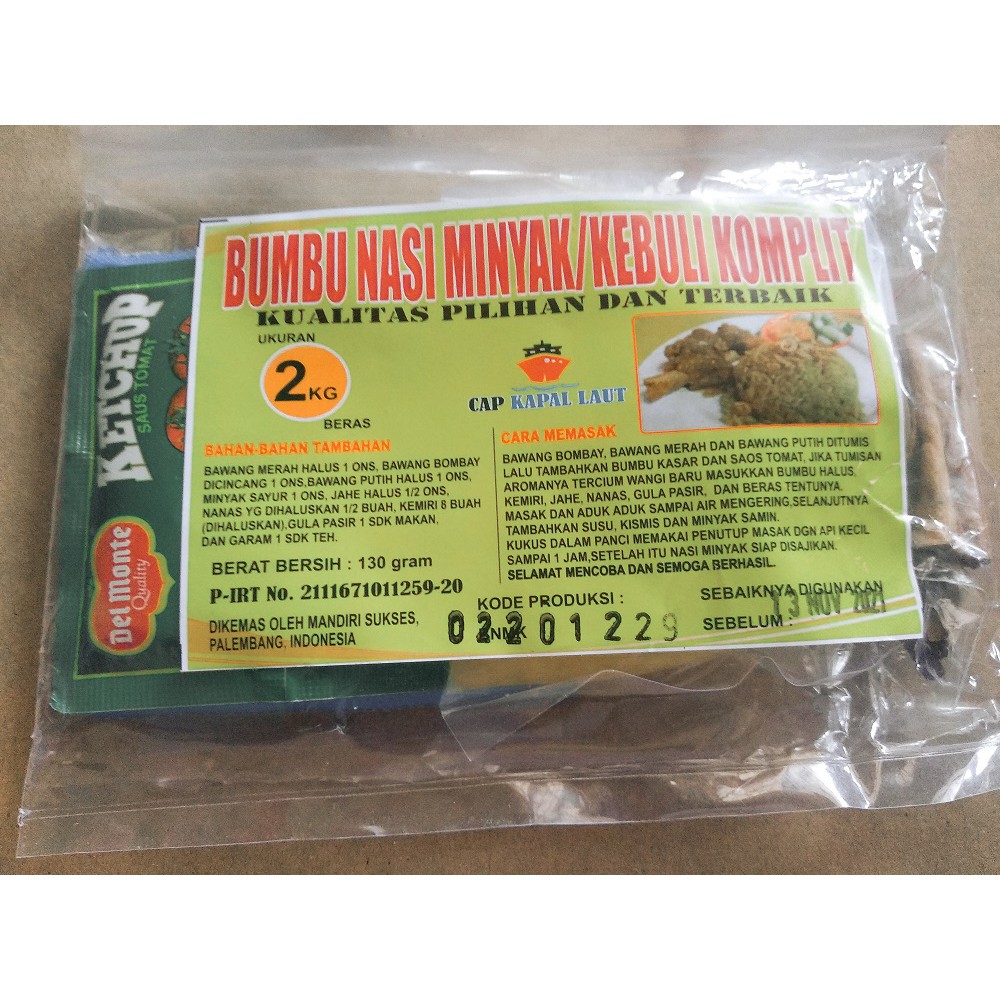 BUMBU NASI MINYAK/KEBULI KOMPLIT
KUALITAS PILIHAN DAN TERBAIK
UKURAN
2KG
BERAS
CAP KAPAL LAUT
BAHAN-BAHAN TAMBAHAN
BAWANG MERAH HALUS 1 ONS, BAWANG BOMBAY
DICINCANG 1 ONS,BAWANG PUTIH HALUS 1 ONS,
MINYAK SAYUR 1 ONS, JAHE HALUS 1/2 ONS,
NANAS YG DIHALUSKAN 1/2 BUAH, KEMIRI 8 BUAH
(DIHALUSKAN),GULA PASIR 1 SDK MAKAN,
DAN GARAM 1 SDK TEH.
BERAT BERSIH : 130 gram
P-IRT No. 2111671011259-20
DIKEMAS OLEH MANDIRI SUKSES,
PALEMBANG, INDONESIA
CARA MEMASAK
BAWANG BOMBAY, BAWANG MERAH DAN BAWANG PUTIH DITUMIS
LALU TAMBAHKAN BUMBU KASAR DAN SAOS TOMAT, JIKA TUMISAN
AROMANYA TERCIUM WANGI BARU MASUKKAN BUMBU HALUS,
KEMIRI, JAHE, NANAS, GULA PASIR, DAN BERAS TENTUNYA.
MASAK DAN ADUK ADUK SAMPAI AIR MENGERING,SELANJUTNYA
TAMBAHKAN SUSU, KISMIS DAN MINYAK SAMIN.
KUKUS DALAM PANCI MEMAKAI PENUTUP MASAK DGN API KECIL
SAMPAI 1 JAM,SETELAH ITU NASI MINYAK SIAP DISAJIKAN.
SELAMAT MENCOBA DAN SEMOGA BERHASIL.
KODE PRODUKSI :
02201229
SEBAIKNYA DIGUNAKAN
SEBELUM :
13 NOV 2021
KETCHUP
SAUS TOMAT
Del Monte
Quality